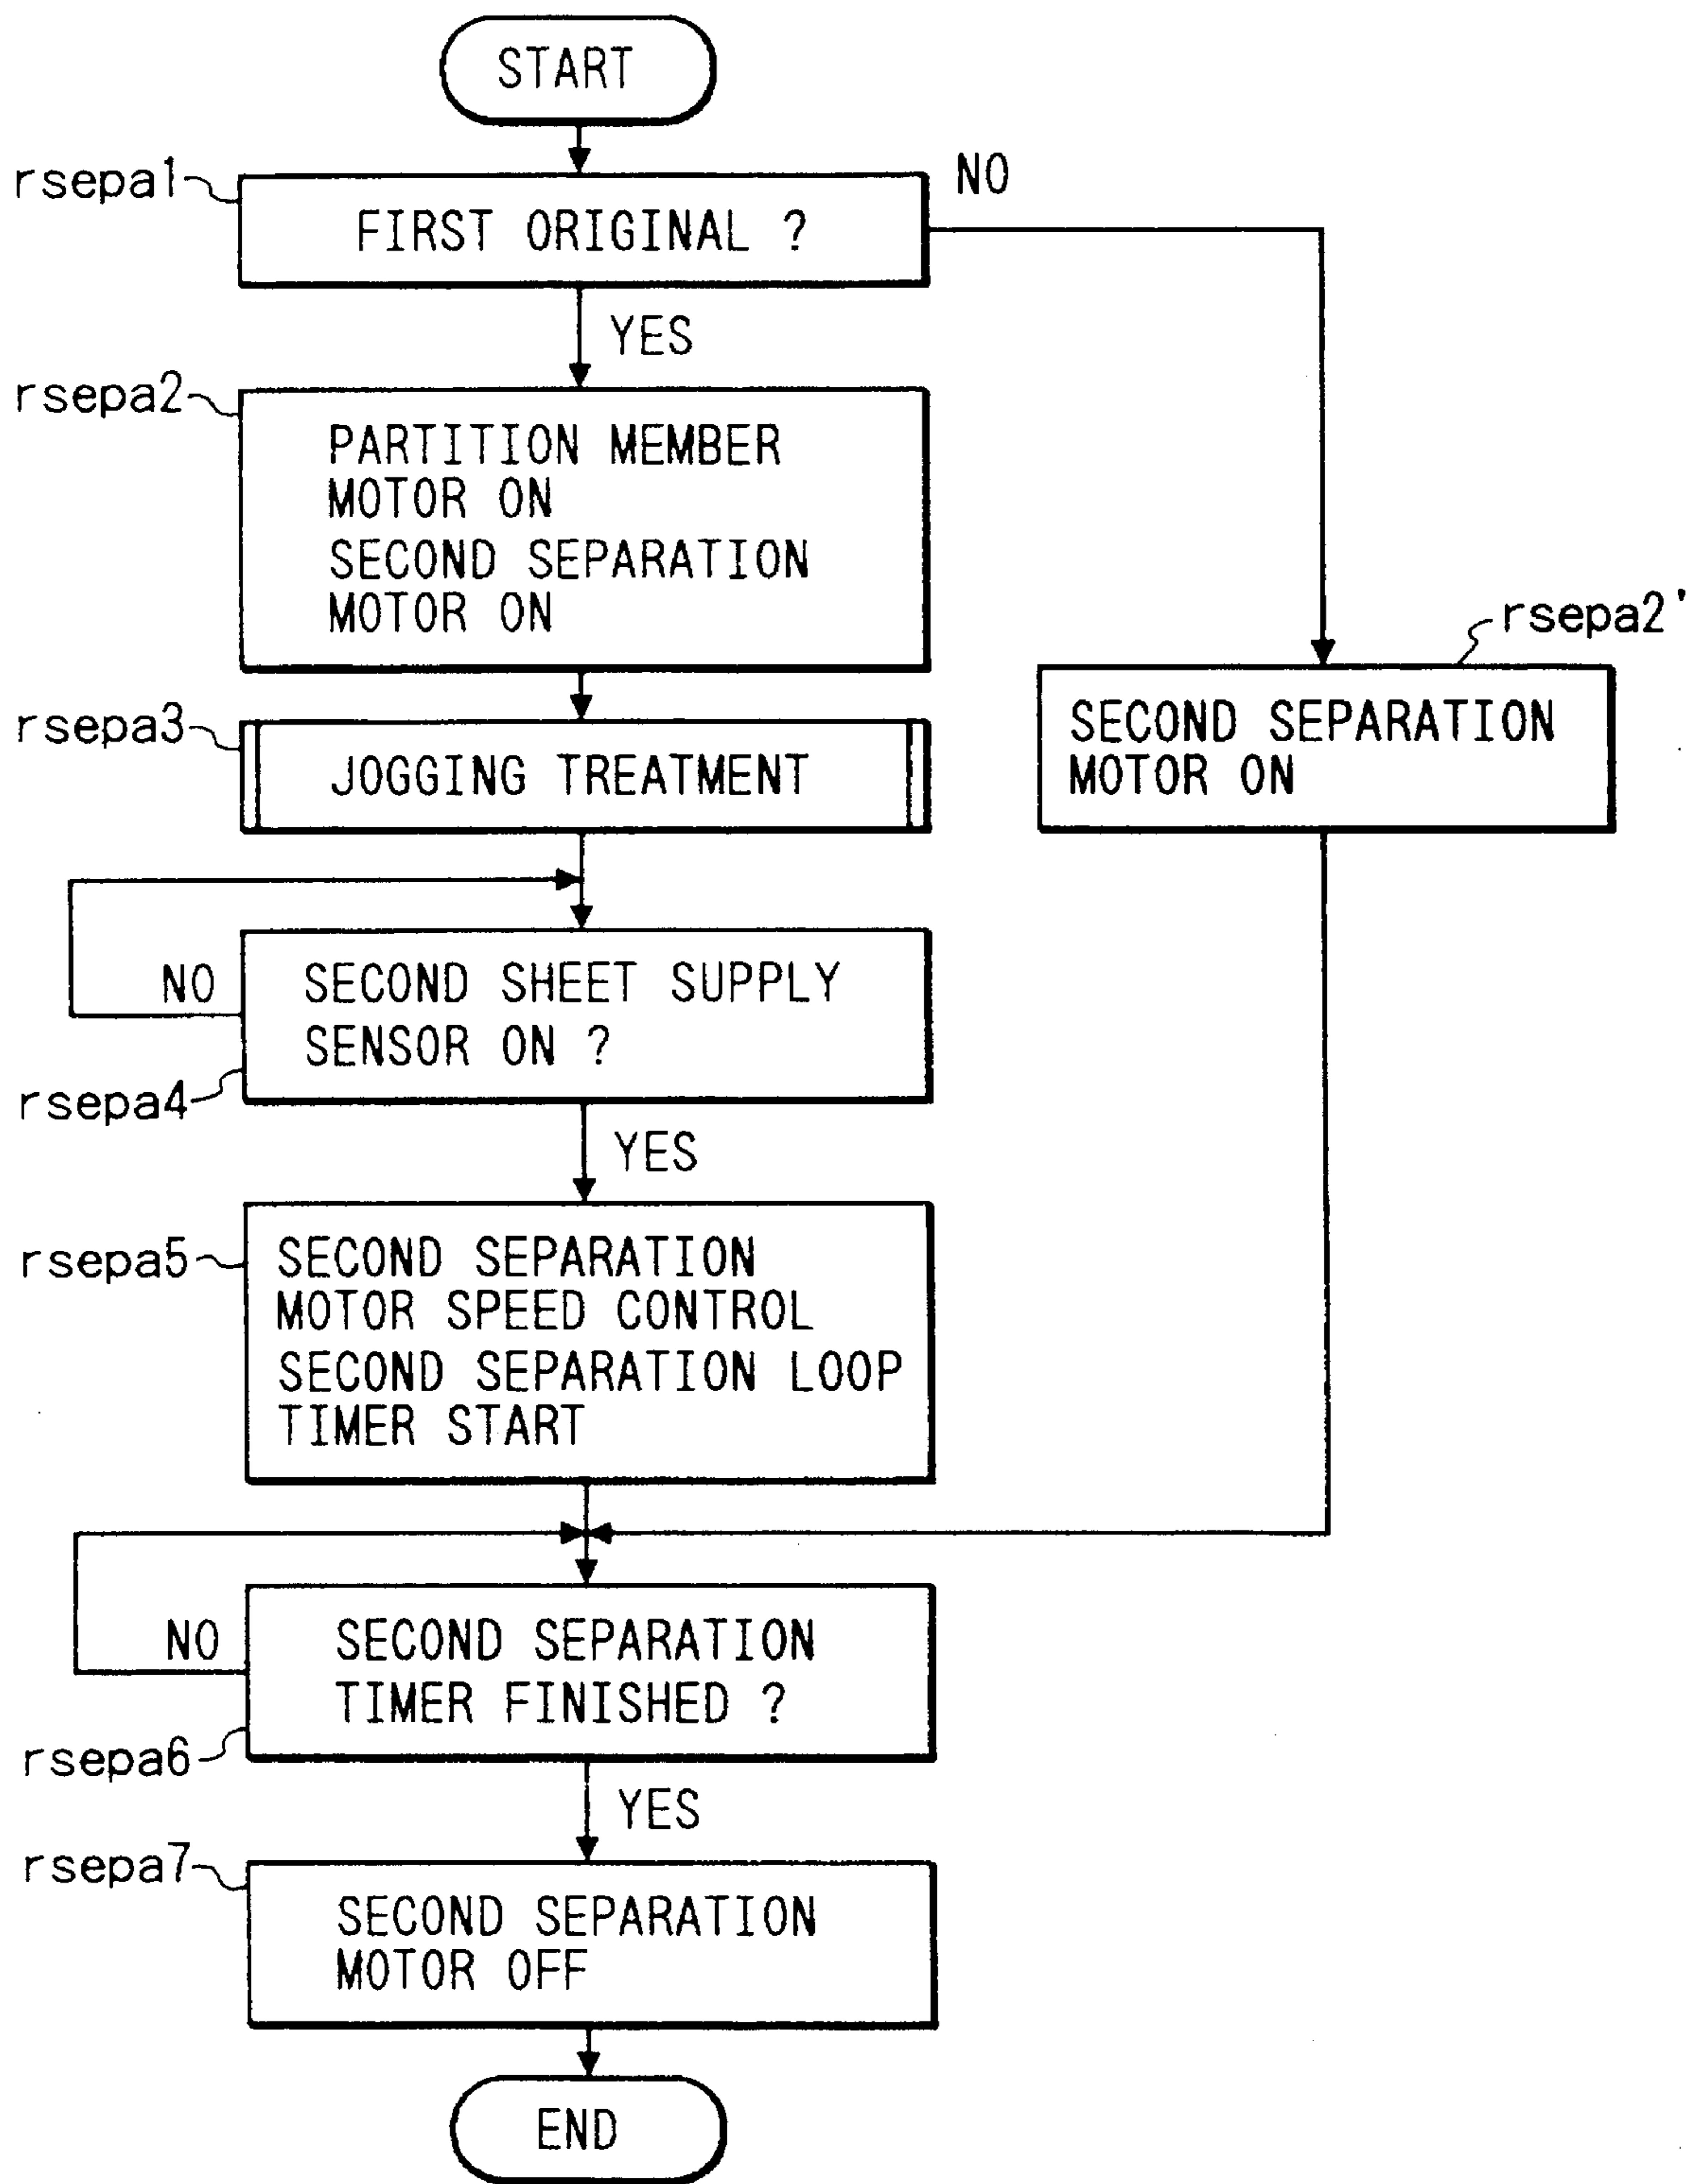 START
rsepa1
NO
FIRST ORIGINAL ?
YES
rsepa2
PARTITION MEMBER
MOTOR ON
SECOND SEPARATION
MOTOR ON
rsepa2'
SECOND SEPARATION
MOTOR ON
rsepa3
JOGGING TREATMENT
NO
SECOND SHEET SUPPLY
SENSOR ON ?
rsepa4
YES
rsepa5
SECOND SEPARATION
MOTOR SPEED CONTROL
SECOND SEPARATION LOOP
TIMER START
NO
SECOND SEPARATION
TIMER FINISHED ?
rsepa6
YES
rsepa7
SECOND SEPARATION
MOTOR OFF
END